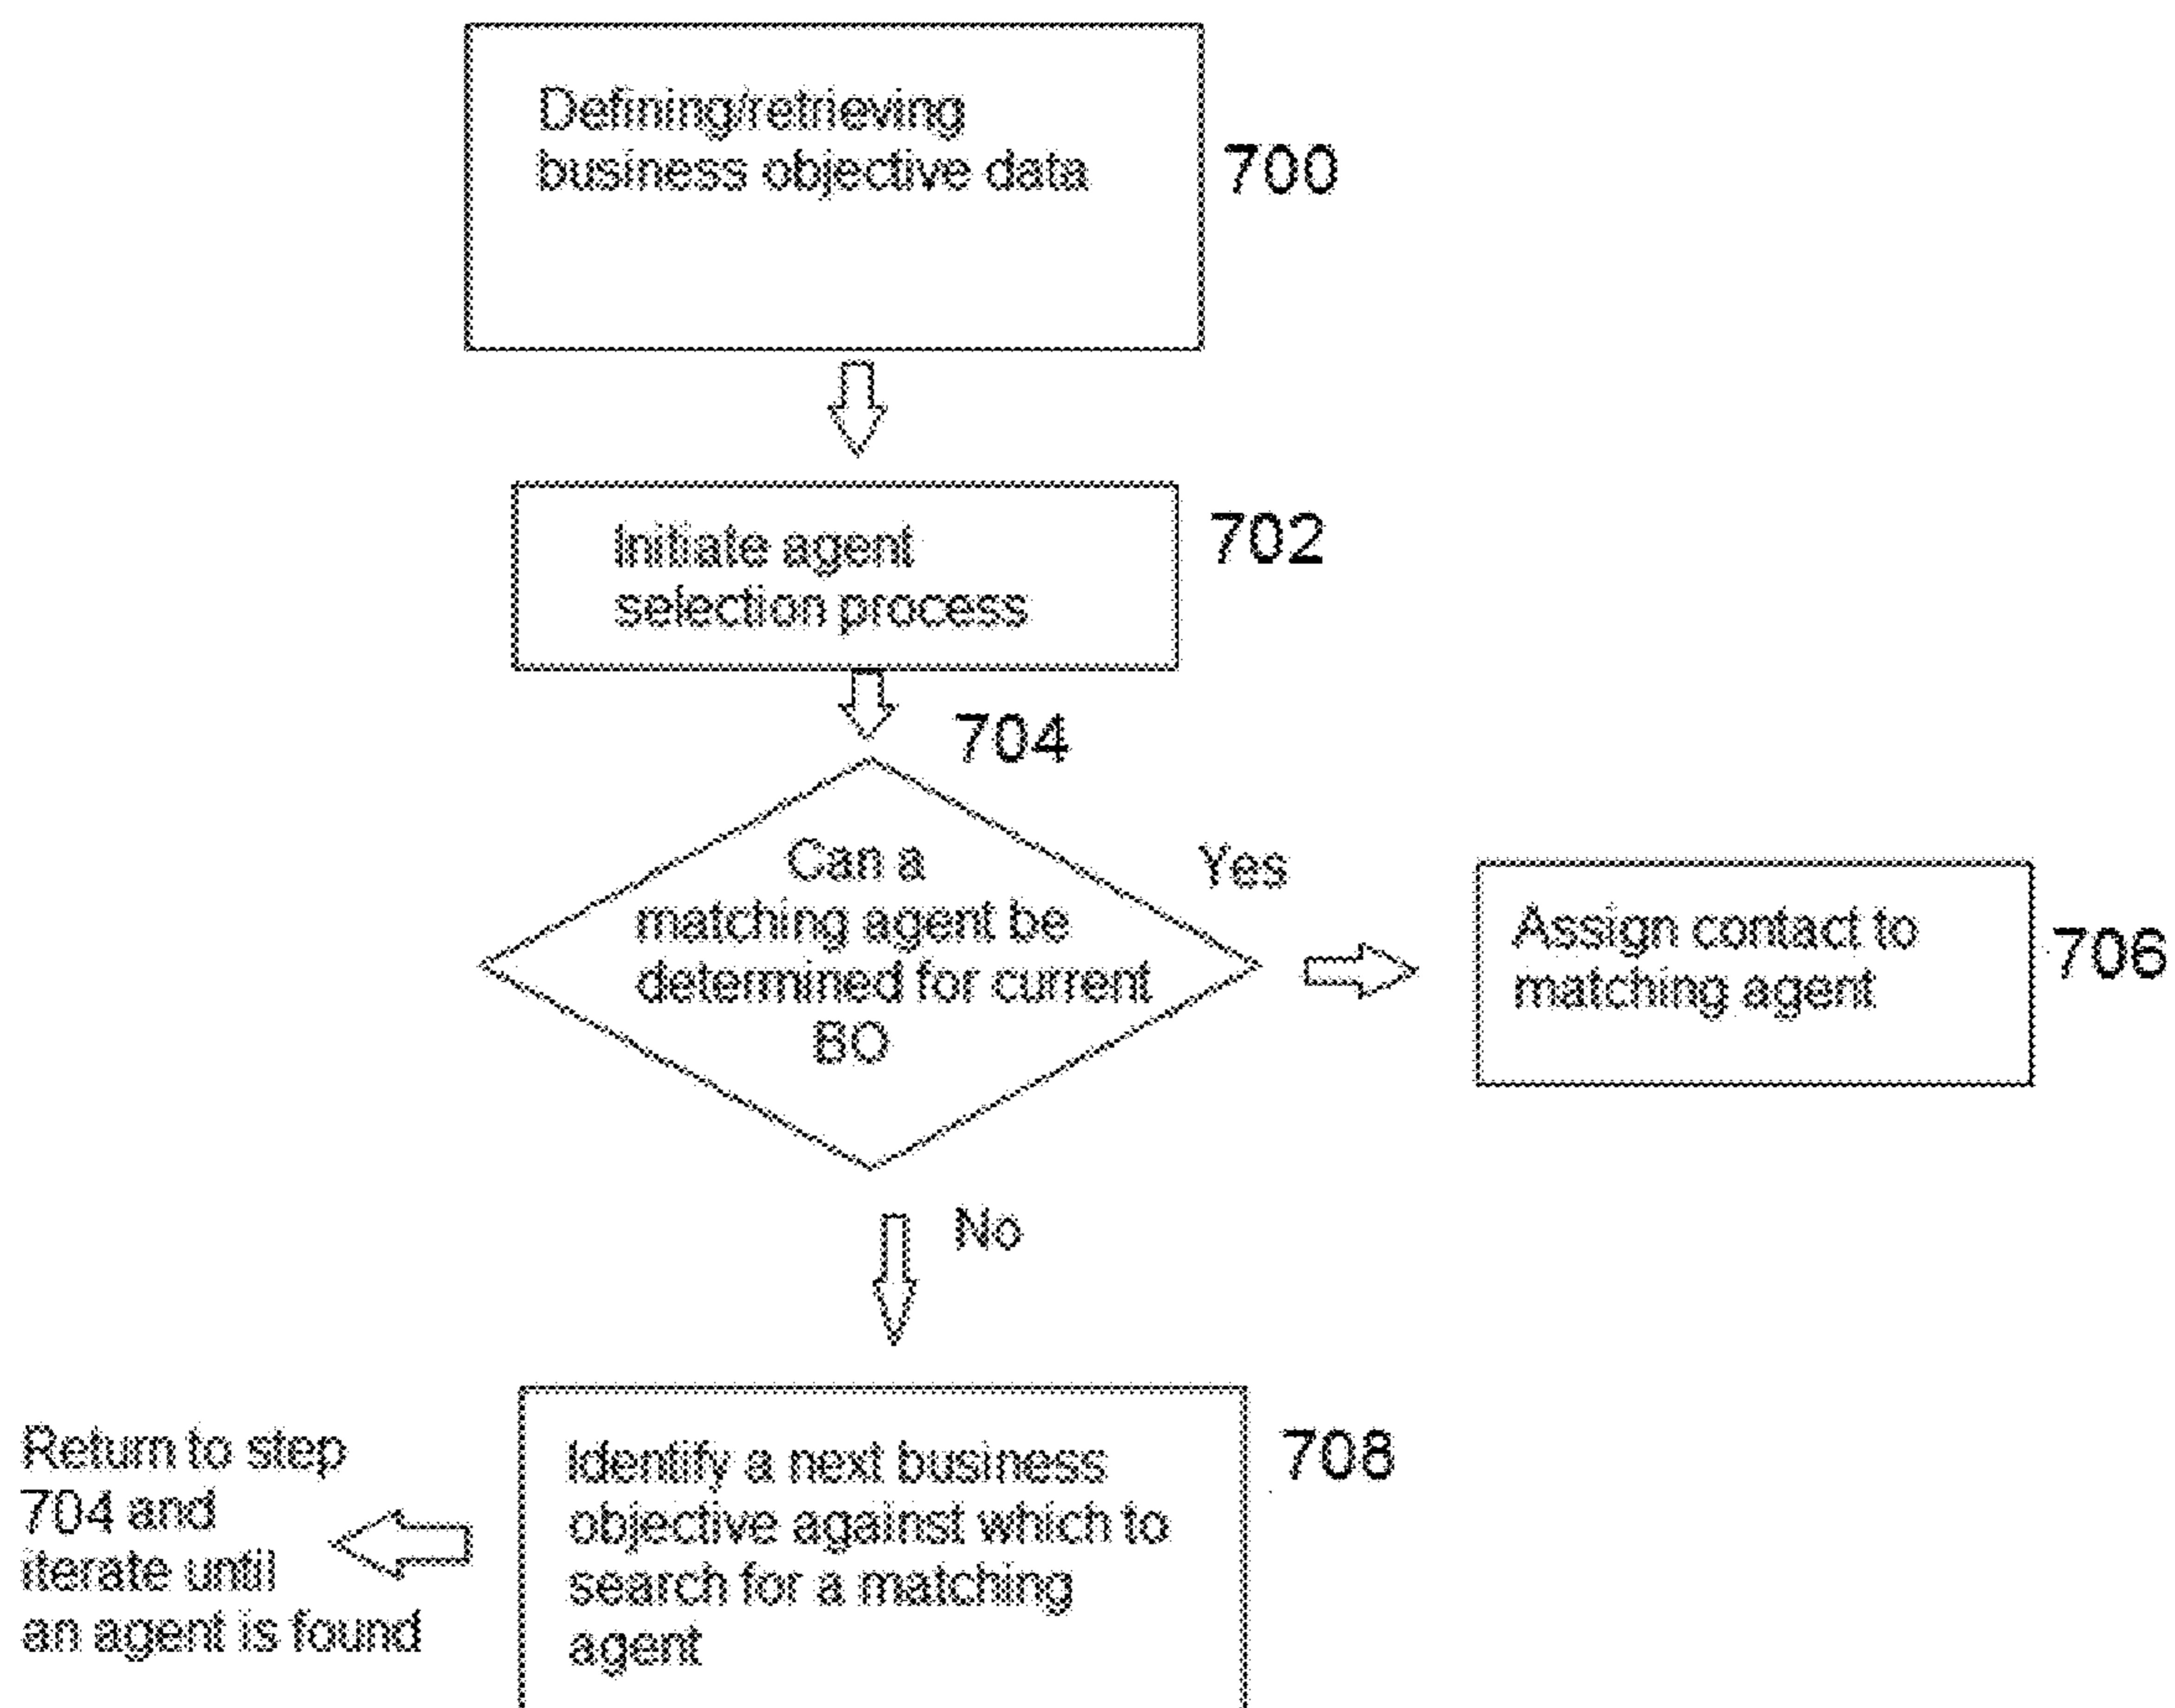 Defining/retrieving
business objective data
700
Initiate agent
selection process
702
704
Can a
matching agent be
determined for current
BO
Yes
Assign contact to
matching agent
706
No
Identify a next business
objective against which to
search for a matching
agent
708
Return to step
704 and
iterate until
an agent is found